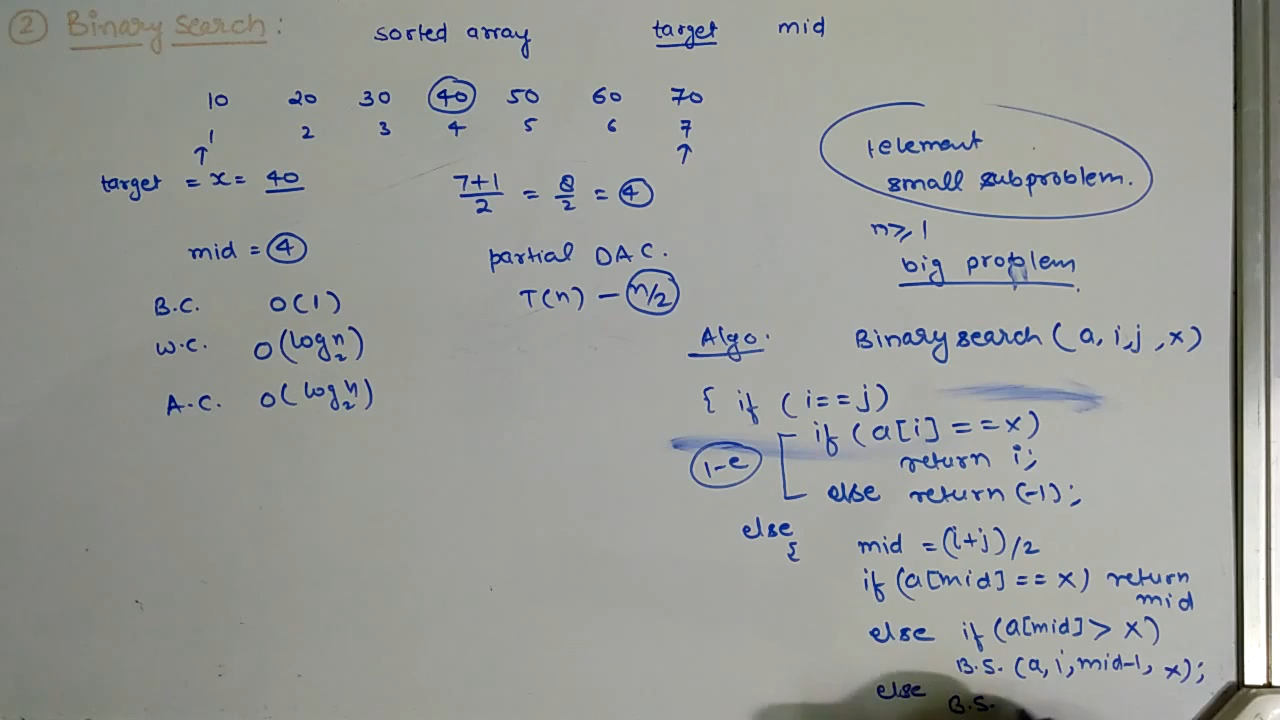 ② Binary Search : sorted array target mid
10 20 30 40 50 60 70
1 2 3 4 5 6 7
↑ ↑
target = x = 40
7+1/2 = 8/2 = 4
1 element
small subproblem.
n≥1
big problem
mid = 4
partial DAC.
T(n) - n/2
B.C. O(1)
W.C. O(log₂n)
A.C. O(log₂n)
Algo. Binary search (a, i, j, x)
{ if (i==j)
if (a[i] == x)
return i;
1-e
else return (-1);
else
{ mid = (i+j)/2
if (a[mid] == x) return
mid
else if (a[mid] > x)
B.S. (a, i, mid-1, x);
else B.S.